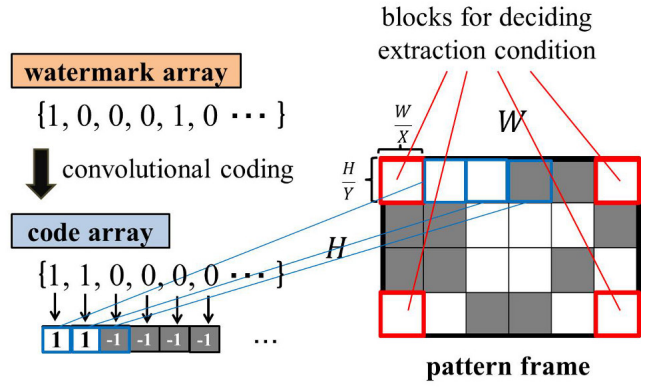 blocks for deciding
extraction condition
watermark array
{1, 0, 0, 0, 1, 0 ⋯ }
convolutional coding
code array
{1, 1, 0, 0, 0, 0 ⋯ }
1 1 -1 -1 -1 -1 ⋯
W
X
W
H
Y
H
pattern frame